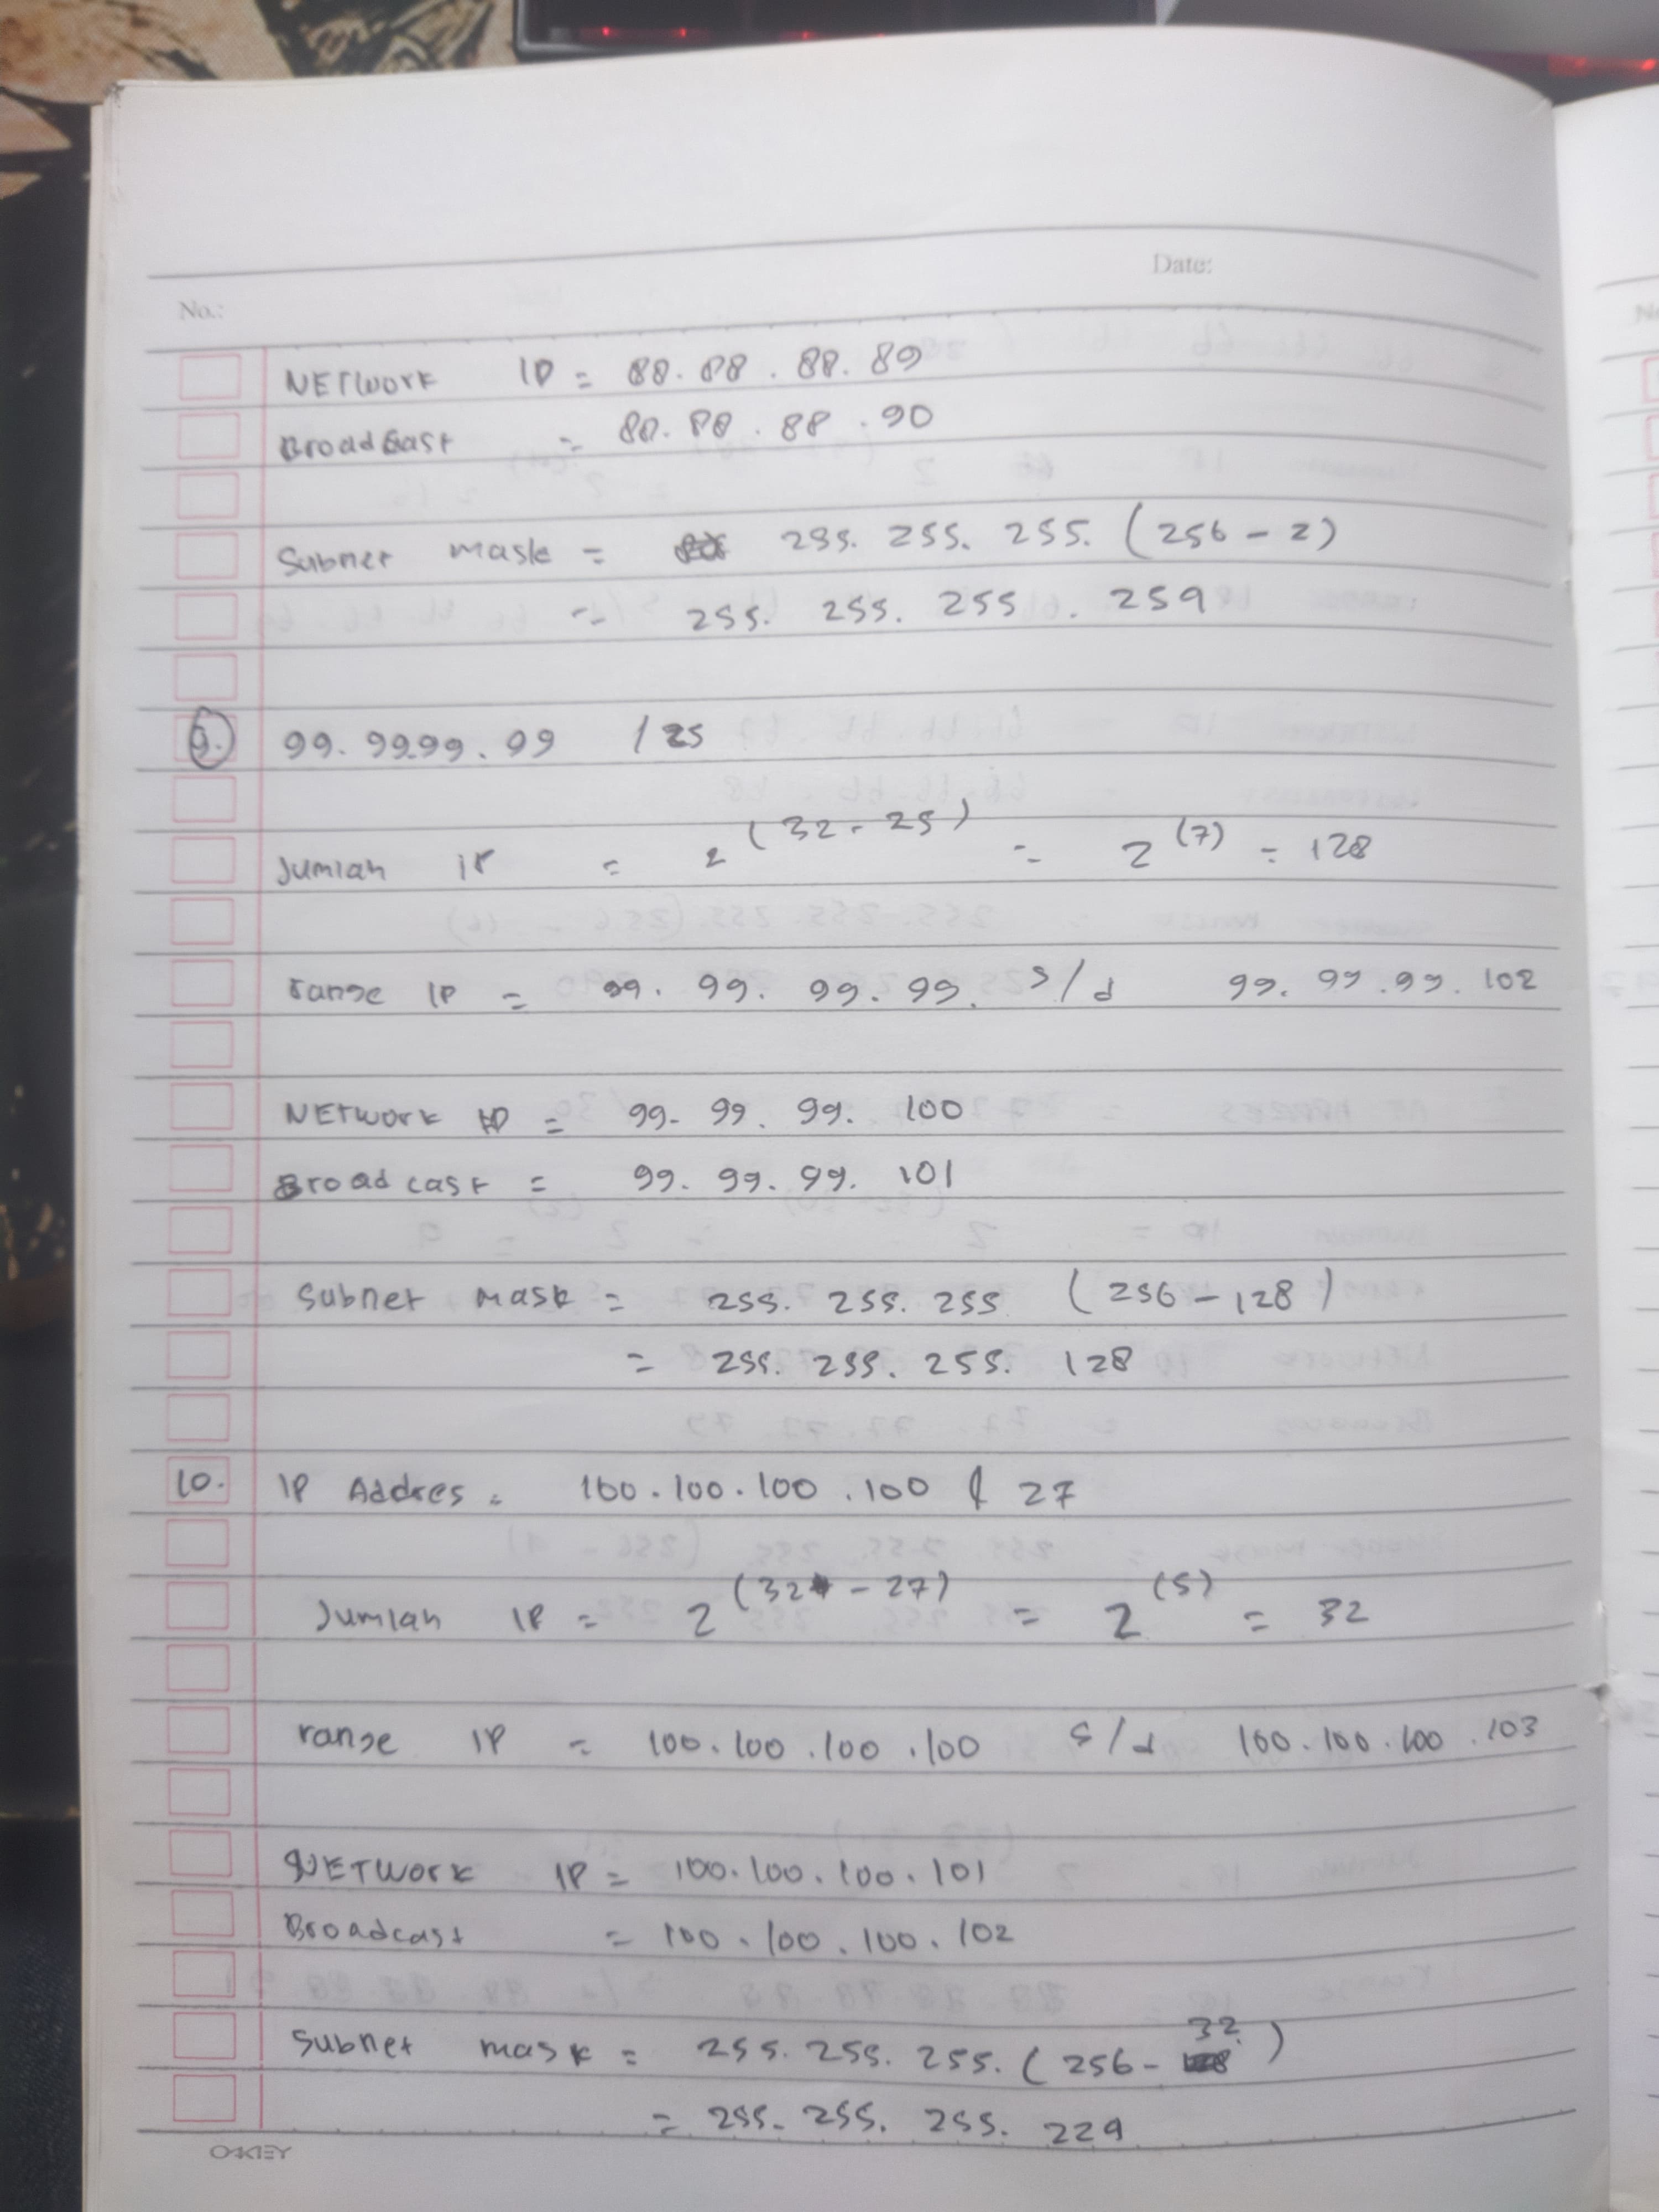 Date:
No.:
NETWORK IP = 88.88.88.89
Broadcast = 88.88.88.90
Subnet mask = 255. 255. 255. (256 - 2)
= 255. 255. 255 . 254
9. 99.9999.99 / 25
Jumlah IP = 2 (32 - 25) = 2 (7) = 128
range IP = 99. 99. 99. 99. s/d 99. 99 .99. 102
NETWORK IP = 99. 99. 99. 100
Broadcast = 99. 99. 99. 101
Subnet mask = 255. 255. 255 (256 - 128)
= 255. 255. 255. 128
10. IP Addres = 100.100.100.100 / 27
Jumlah IP = 2 (32 - 27) = 2 (5) = 32
range IP = 100.100.100.100 s/d 100.100.100.103
NETWORK IP = 100.100.100.101
Broadcast = 100.100.100.102
Subnet mask = 255. 255. 255. (256 - 32)
= 255. 255. 255. 224
OAKLEY